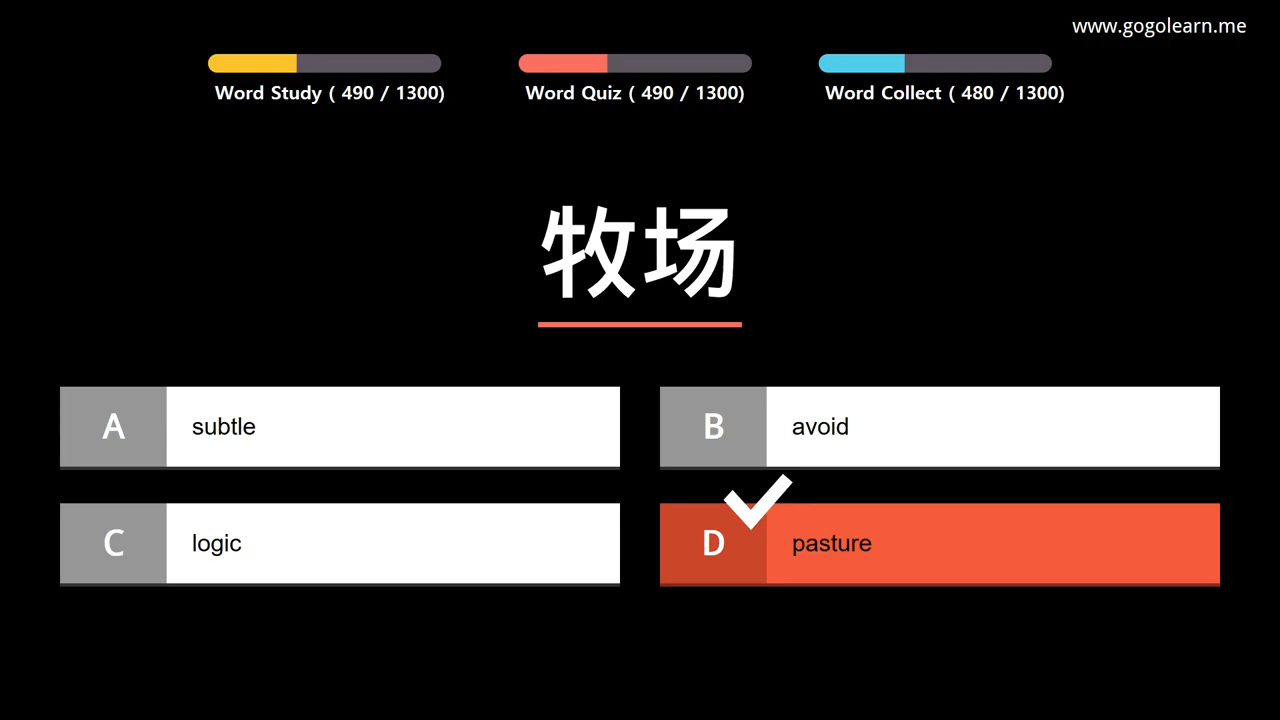 www.gogolearn.me
Word Study ( 490 / 1300)
Word Quiz ( 490 / 1300)
Word Collect ( 480 / 1300)
牧场
A
subtle
B
avoid
C
logic
D
pasture